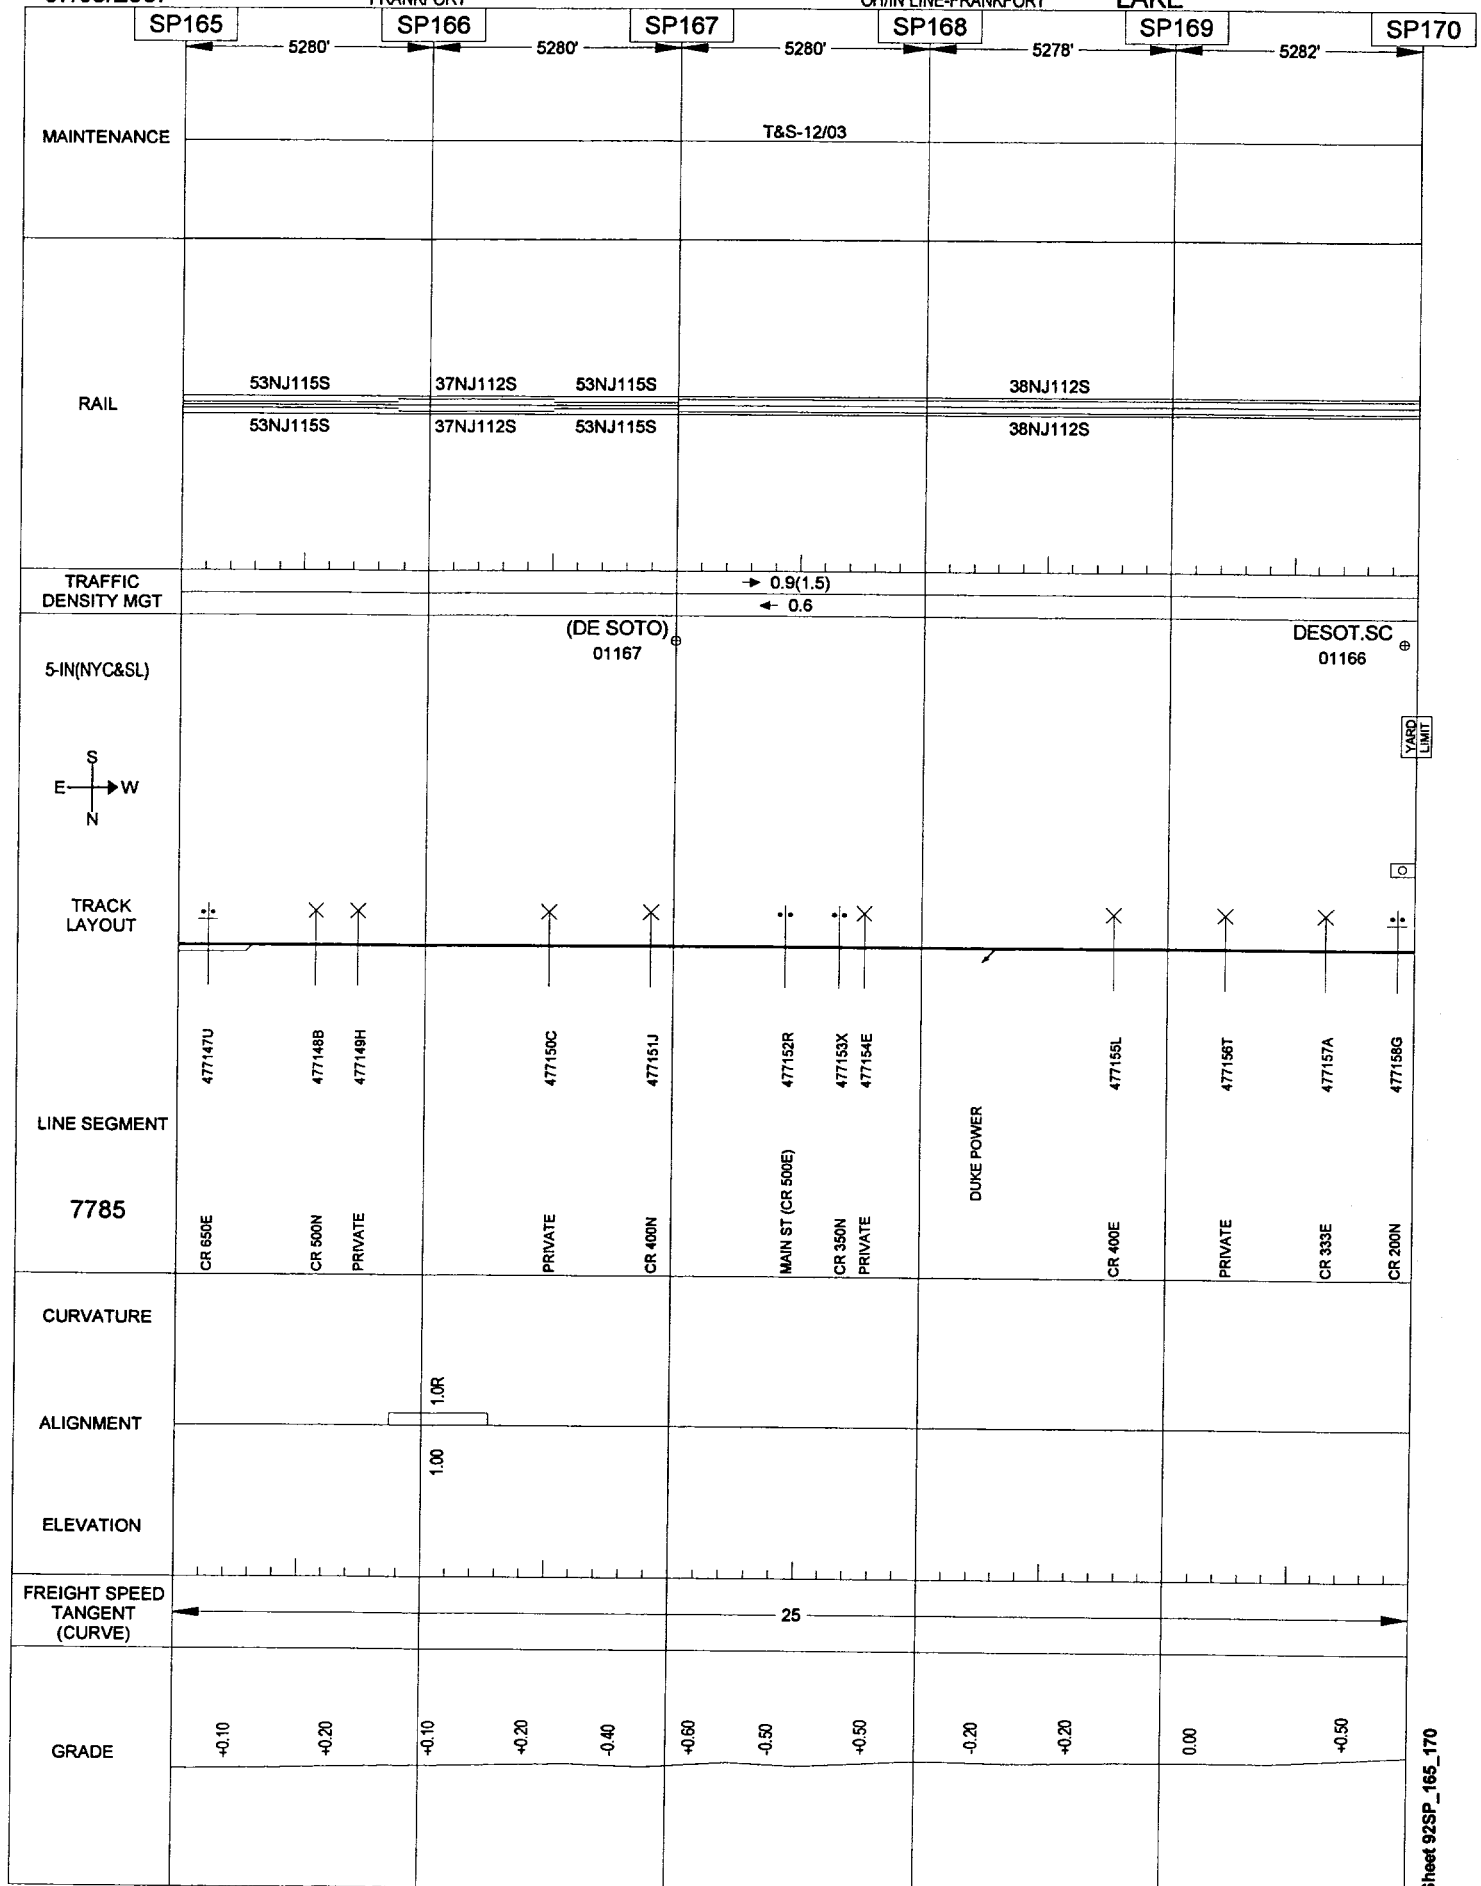 FRANKFORT
OH/IN LINE-FRANKFORT
LAKE
SP165
SP166
SP167
SP168
SP169
SP170
5280'
5280'
5280'
5278'
5282'
MAINTENANCE
T&S-12/03
RAIL
53NJ115S
37NJ112S
53NJ115S
38NJ112S
53NJ115S
37NJ112S
53NJ115S
38NJ112S
TRAFFIC
DENSITY MGT
0.9(1.5)
0.6
5-IN(NYC&SL)
(DE SOTO)
01167
DESOT.SC
01166
YARD
LIMIT
S
E
W
N
TRACK
LAYOUT
477147U
477148B
477149H
477150C
477151J
477152R
477153X
477154E
477155L
477156T
477157A
477158G
LINE SEGMENT
7785
DUKE POWER
CR 650E
CR 500N
PRIVATE
PRIVATE
CR 400N
MAIN ST (CR 500E)
CR 350N
PRIVATE
CR 400E
PRIVATE
CR 333E
CR 200N
CURVATURE
1.0R
ALIGNMENT
1.00
ELEVATION
FREIGHT SPEED
TANGENT
(CURVE)
25
GRADE
+0.10
+0.20
+0.10
+0.20
-0.40
+0.60
-0.50
+0.50
-0.20
+0.20
0.00
+0.50
Sheet 92SP_165_170